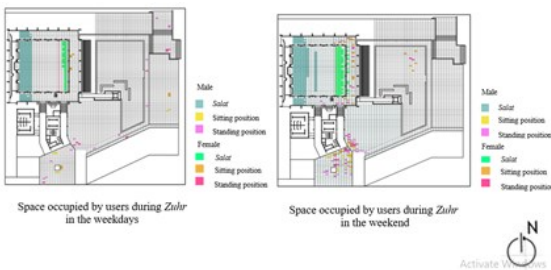 Male
Salat
Sitting position
Standing position
Female
Salat
Sitting position
Standing position
Space occupied by users during Zuhr
in the weekdays
Male
Salat
Sitting position
Standing position
Female
Salat
Sitting position
Standing position
Space occupied by users during Zuhr
in the weekend
N
Activate Windows